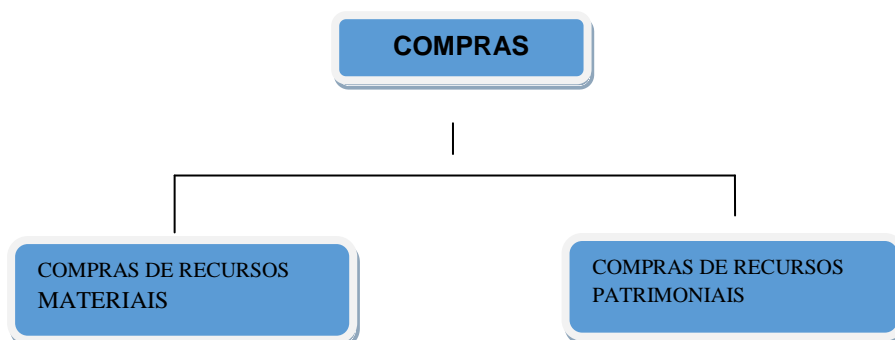 COMPRAS
COMPRAS DE RECURSOS
MATERIAIS
COMPRAS DE RECURSOS
PATRIMONIAIS